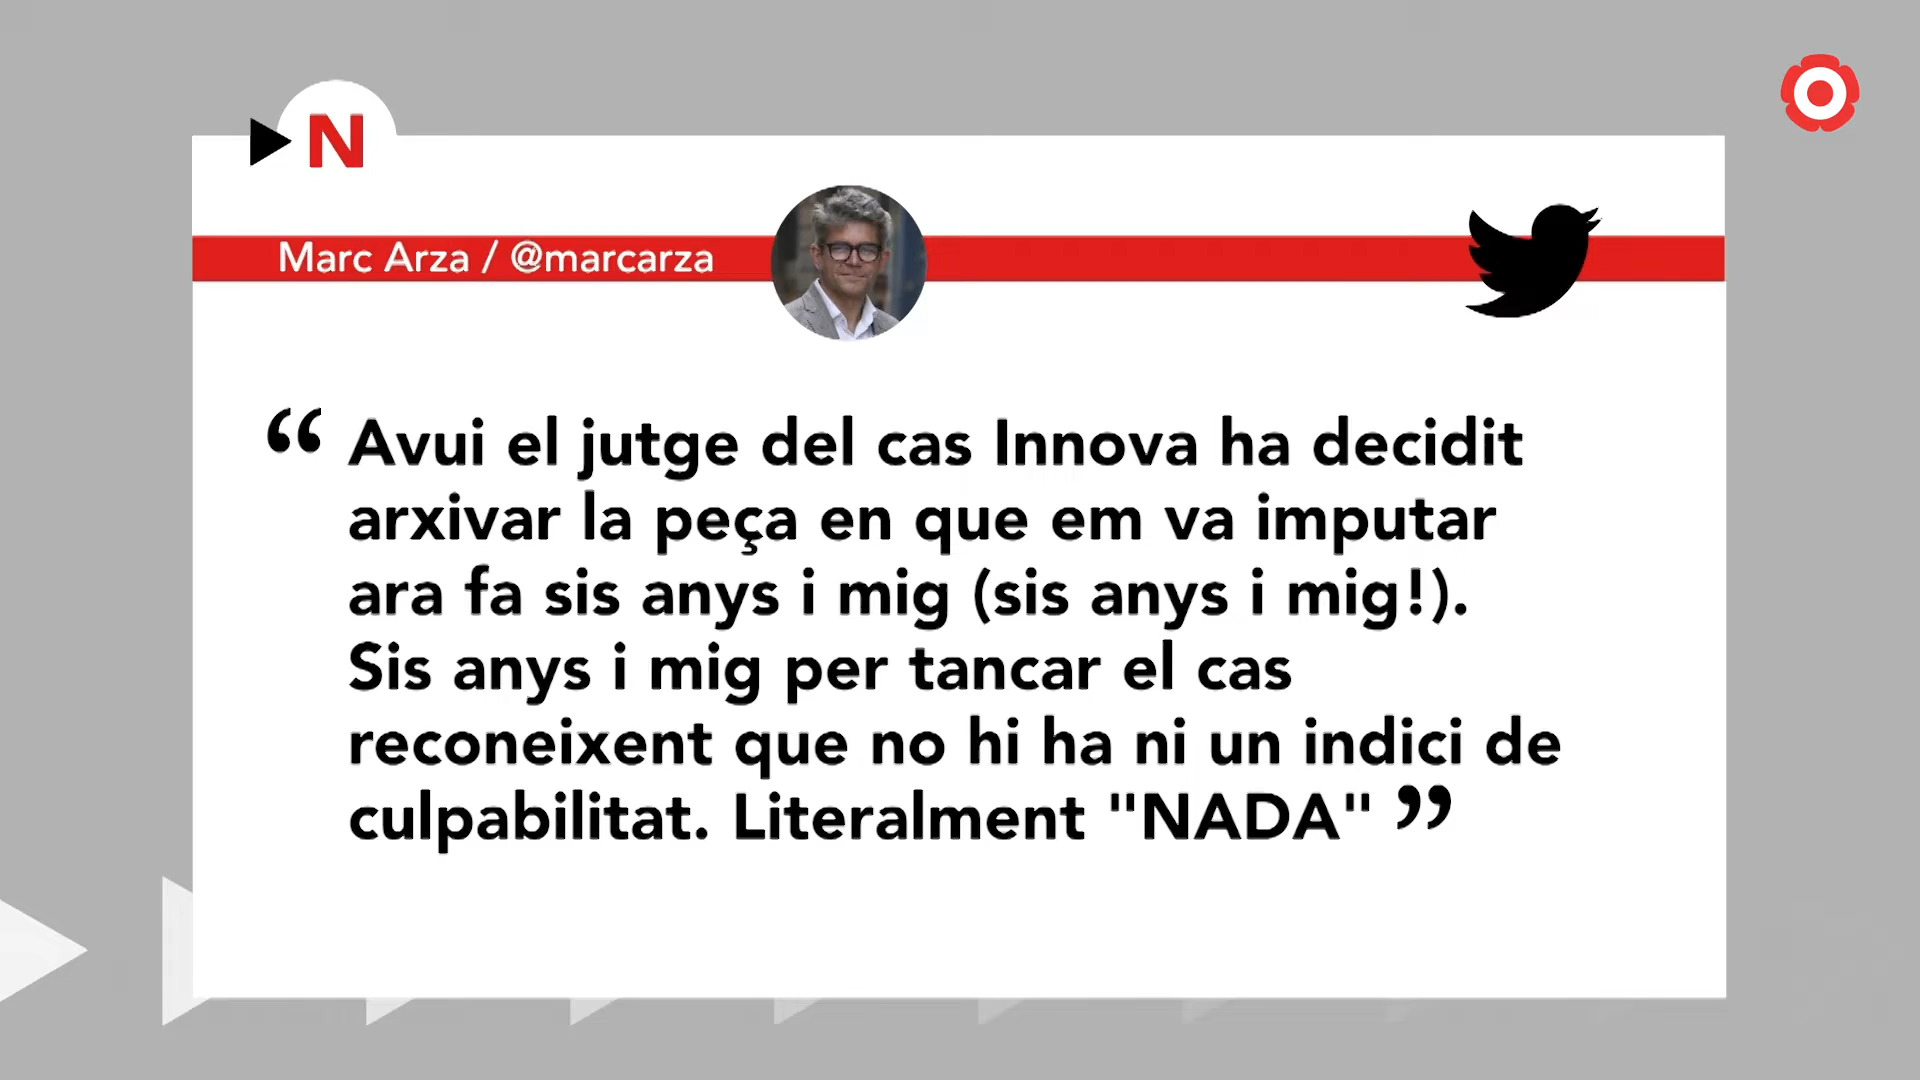 N
Marc Arza / @marcarza
“ Avui el jutge del cas Innova ha decidit
arxivar la peça en que em va imputar
ara fa sis anys i mig (sis anys i mig!).
Sis anys i mig per tancar el cas
reconeixent que no hi ha ni un indici de
culpabilitat. Literalment "NADA" ”